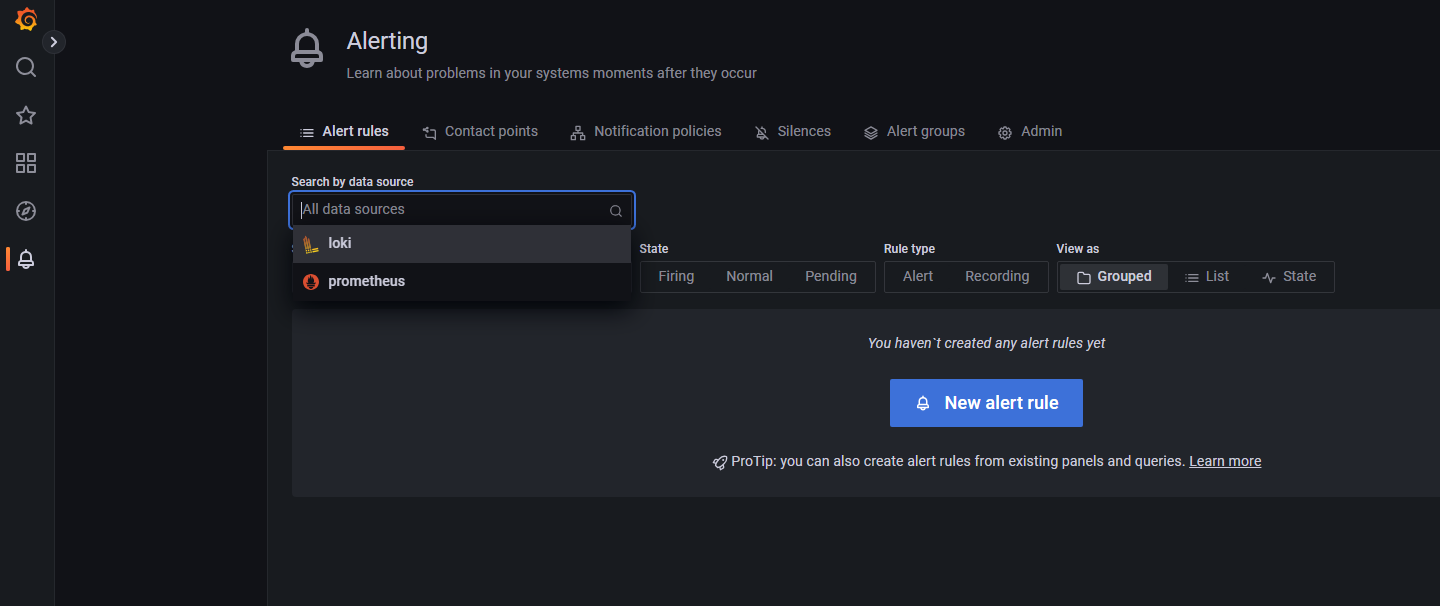 Alerting
Learn about problems in your systems moments after they occur
Alert rules Contact points Notification policies Silences Alert groups Admin
Search by data source
All data sources
loki
prometheus
State Rule type View as
Firing Normal Pending Alert Recording Grouped List State
You haven`t created any alert rules yet
New alert rule
ProTip: you can also create alert rules from existing panels and queries. Learn more